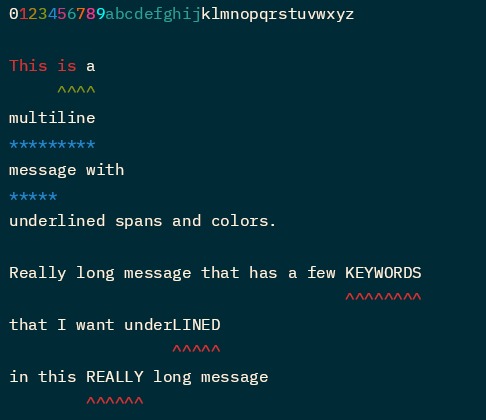 0123456789abcdefghijklmnopqrstuvwxyz
This is a
     ^^^^
multiline
*********
message with
*****
underlined spans and colors.
Really long message that has a few KEYWORDS
                                   ^^^^^^^^
that I want underLINED
                 ^^^^^
in this REALLY long message
        ^^^^^^